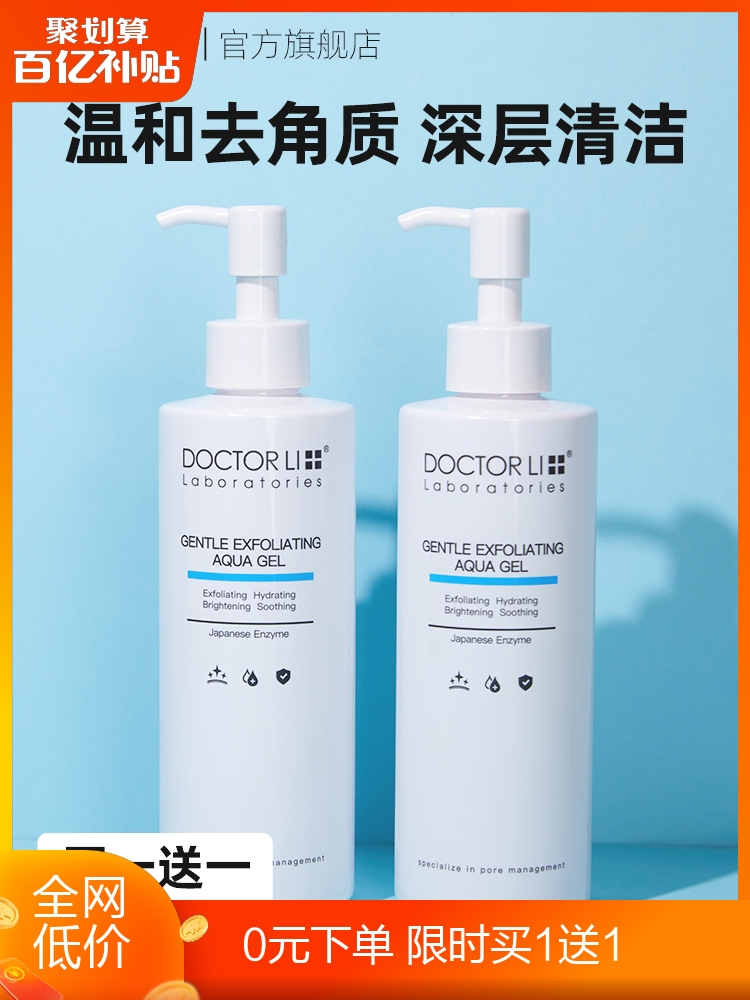 聚划算
百亿补贴
| 官方旗舰店
温和去角质 深层清洁
DOCTOR LI®
Laboratories
GENTLE EXFOLIATING
AQUA GEL
Exfoliating Hydrating
Brightening Soothing
Japanese Enzyme
management
DOCTOR LI®
Laboratories
GENTLE EXFOLIATING
AQUA GEL
Exfoliating Hydrating
Brightening Soothing
Japanese Enzyme
specialize in pore management
一送一
全网
低价
0元下单 限时买1送1